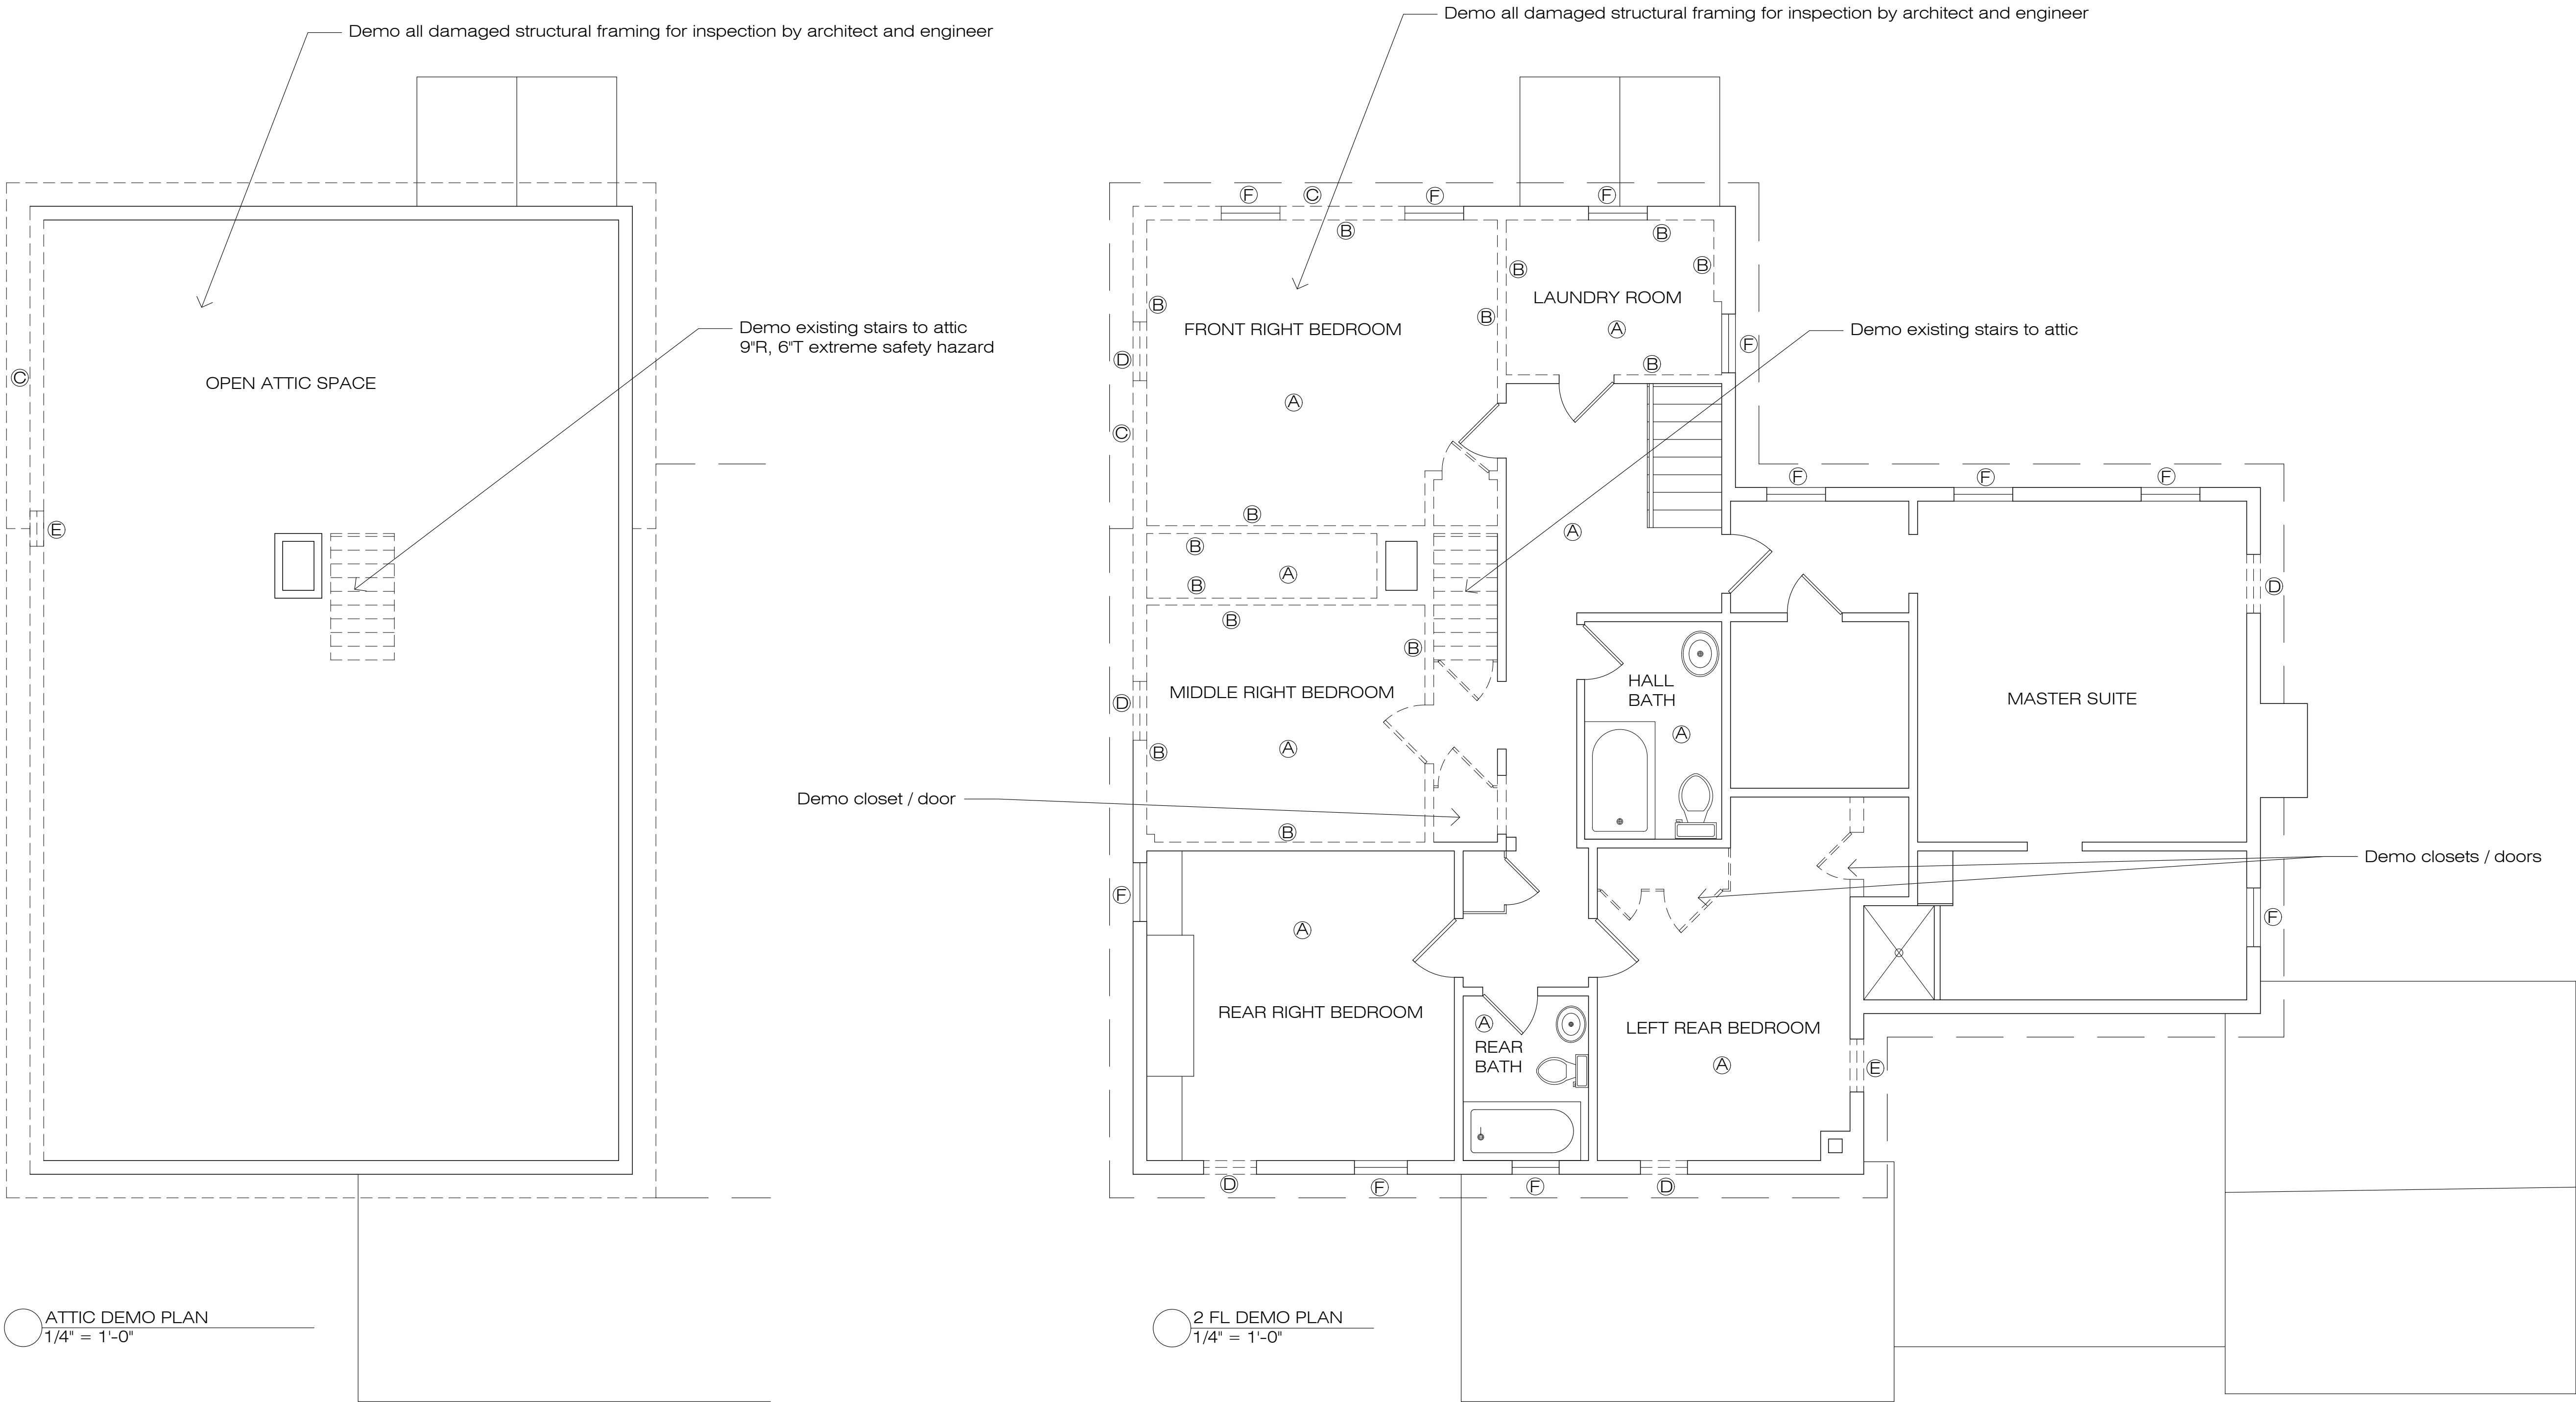 Demo all damaged structural framing for inspection by architect and engineer
Demo existing stairs to attic
9"R, 6"T extreme safety hazard
C
OPEN ATTIC SPACE
E
ATTIC DEMO PLAN
1/4" = 1'-0"
Demo all damaged structural framing for inspection by architect and engineer
F
C
F
F
B
B
B
B
B
B
LAUNDRY ROOM
FRONT RIGHT BEDROOM
B
A
Demo existing stairs to attic
F
D
B
A
C
F
F
F
B
A
B
A
B
D
B
B
HALL
BATH
MIDDLE RIGHT BEDROOM
MASTER SUITE
D
A
B
A
Demo closet / door
B
Demo closets / doors
F
F
A
REAR RIGHT BEDROOM
A
REAR
BATH
LEFT REAR BEDROOM
A
E
D
F
F
D
2 FL DEMO PLAN
1/4" = 1'-0"